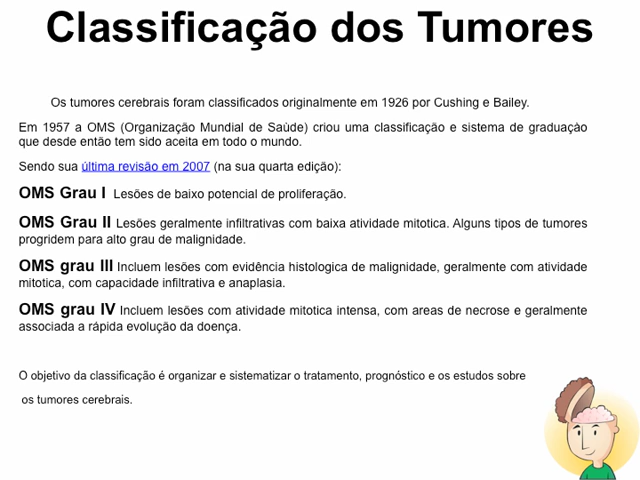 Classificação dos Tumores
Os tumores cerebrais foram classificados originalmente em 1926 por Cushing e Bailey.
Em 1957 a OMS (Organização Mundial de Saùde) criou uma classificação e sistema de graduaçào
que desde então tem sido aceita em todo o mundo.
Sendo sua última revisão em 2007 (na sua quarta edição):
OMS Grau I Lesões de baixo potencial de proliferação.
OMS Grau II Lesões geralmente infiltrativas com baixa atividade mitotica. Alguns tipos de tumores
progridem para alto grau de malignidade.
OMS grau III Incluem lesões com evidência histologica de malignidade, geralmente com atividade
mitotica, com capacidade infiltrativa e anaplasia.
OMS grau IV Incluem lesões com atividade mitotica intensa, com areas de necrose e geralmente
associada a rápida evolução da doença.
O objetivo da classificação é organizar e sistematizar o tratamento, prognóstico e os estudos sobre
os tumores cerebrais.